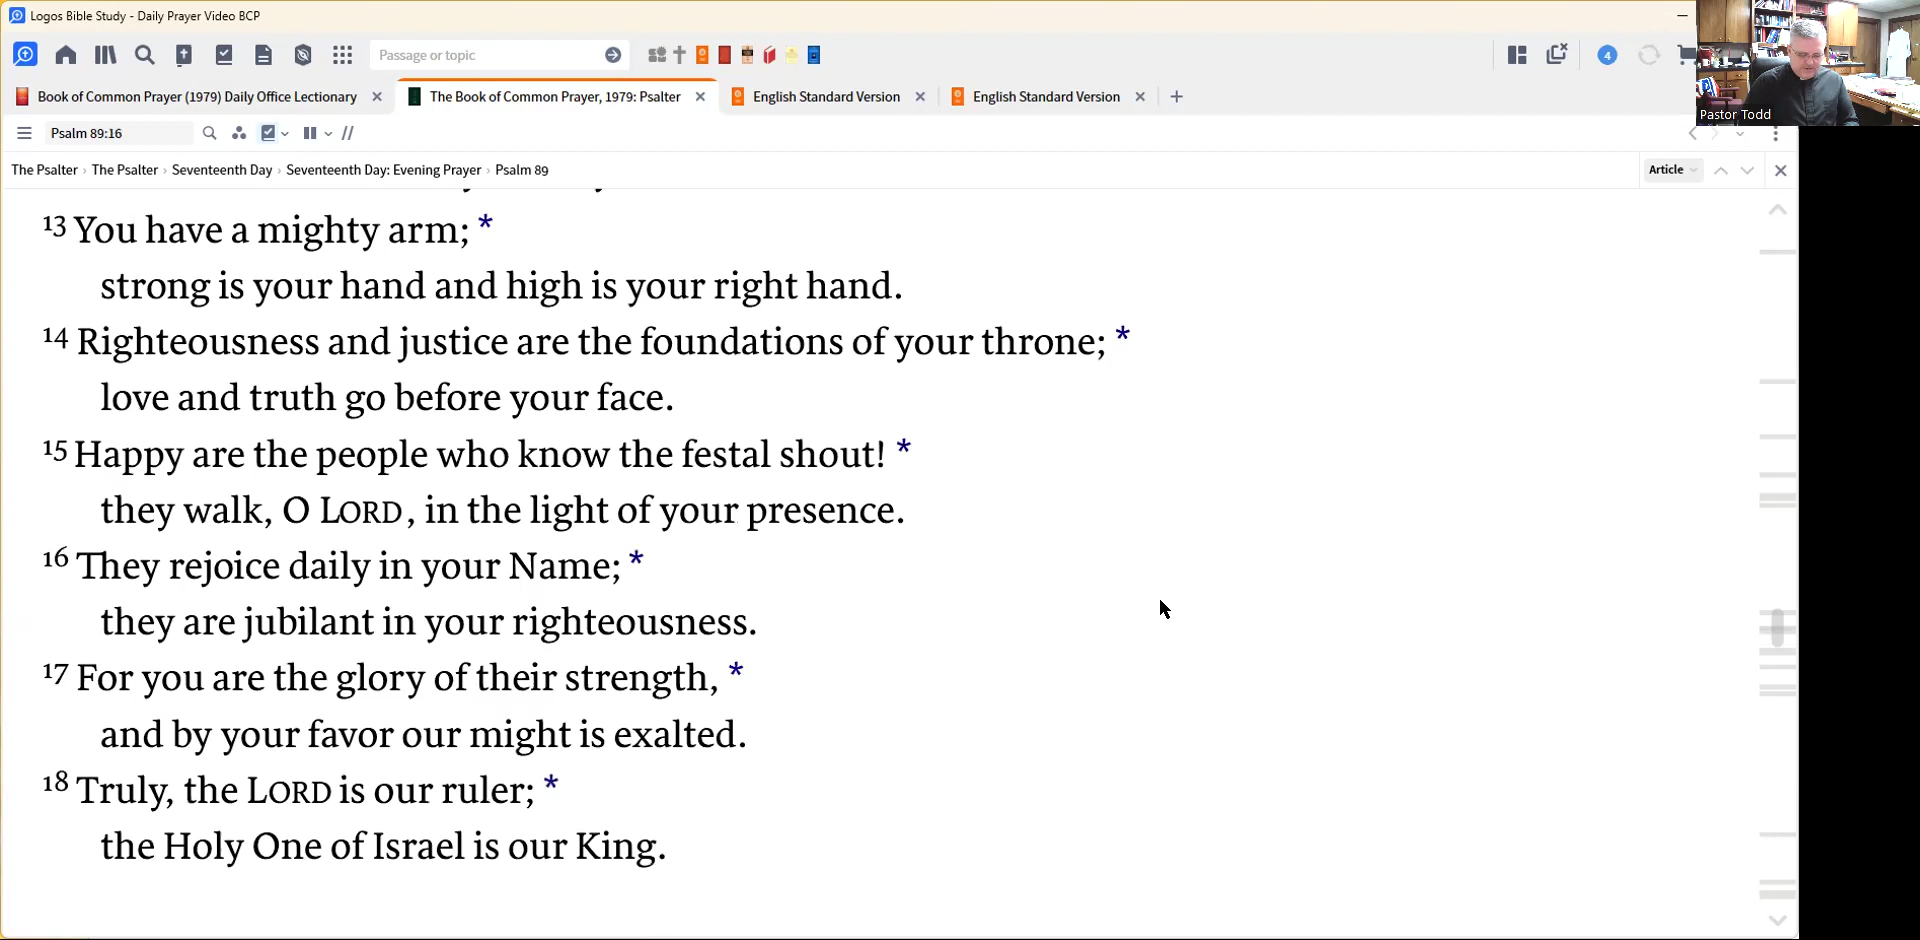 Logos Bible Study - Daily Prayer Video BCP
Passage or topic
4
Book of Common Prayer (1979) Daily Office Lectionary
The Book of Common Prayer, 1979: Psalter
English Standard Version
English Standard Version
Pastor Todd
Psalm 89:16
The Psalter › The Psalter › Seventeenth Day › Seventeenth Day: Evening Prayer › Psalm 89
Article
13 You have a mighty arm; *
strong is your hand and high is your right hand.
14 Righteousness and justice are the foundations of your throne; *
love and truth go before your face.
15 Happy are the people who know the festal shout! *
they walk, O LORD, in the light of your presence.
16 They rejoice daily in your Name; *
they are jubilant in your righteousness.
17 For you are the glory of their strength, *
and by your favor our might is exalted.
18 Truly, the LORD is our ruler; *
the Holy One of Israel is our King.